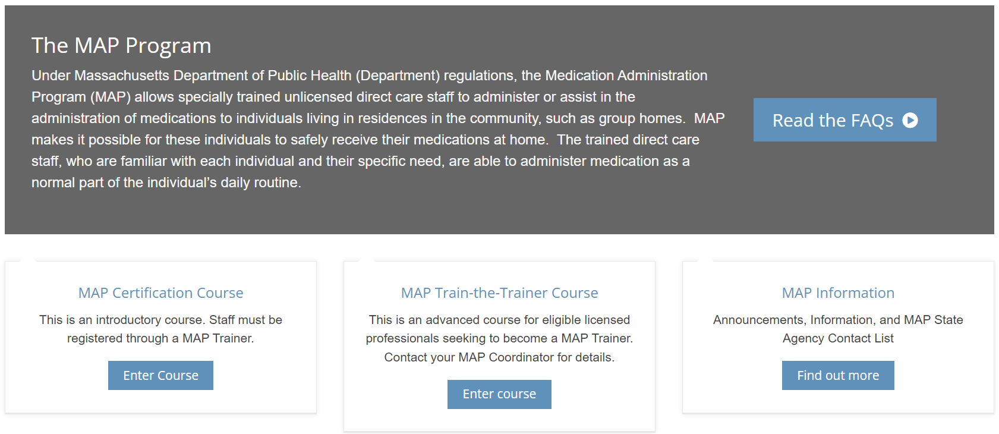 The MAP Program
Under Massachusetts Department of Public Health (Department) regulations, the Medication Administration
Program (MAP) allows specially trained unlicensed direct care staff to administer or assist in the
administration of medications to individuals living in residences in the community, such as group homes.  MAP
makes it possible for these individuals to safely receive their medications at home.  The trained direct care
staff, who are familiar with each individual and their specific need, are able to administer medication as a
normal part of the individual’s daily routine.
Read the FAQs
MAP Certification Course
This is an introductory course. Staff must be
registered through a MAP Trainer.
Enter Course
MAP Train-the-Trainer Course
This is an advanced course for eligible licensed
professionals seeking to become a MAP Trainer.
Contact your MAP Coordinator for details.
Enter course
MAP Information
Announcements, Information, and MAP State
Agency Contact List
Find out more